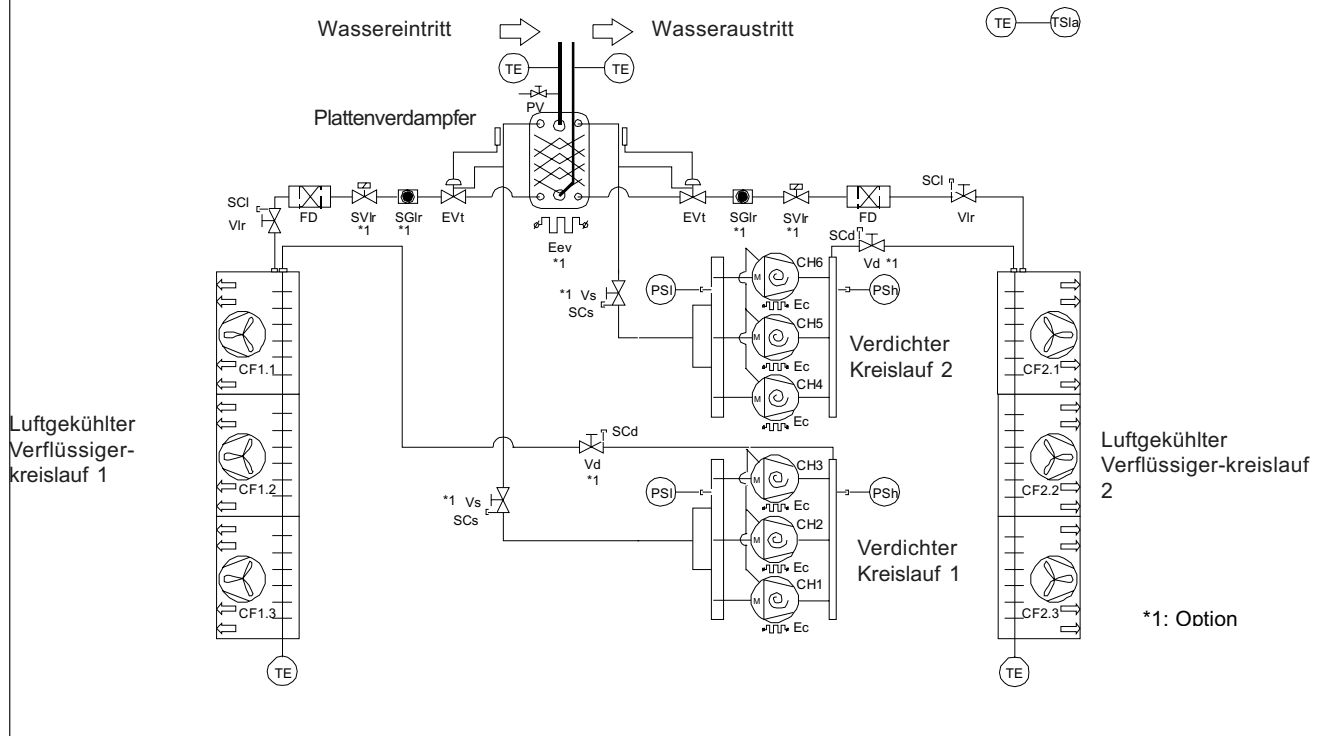 Wassereintritt
Wasseraustritt
TE
TSla
TE
TE
PV
Plattenverdampfer
SCl
Vlr
FD
SVlr
*1
SGlr
*1
EVt
EVt
SGlr
*1
SVlr
*1
FD
SCl
Vlr
Eev
*1
SCd
Vd *1
*1 Vs
SCs
PSl
M
CH6
Ec
PSh
M
CH5
Ec
M
CH4
Ec
Verdichter
Kreislauf 2
CF1.1
CF1.2
CF1.3
TE
Luftgekühlter
Verflüssiger-
kreislauf 1
CF2.1
CF2.2
CF2.3
TE
Luftgekühlter
Verflüssiger-kreislauf
2
SCd
Vd
*1
*1 Vs
SCs
PSl
M
CH3
Ec
PSh
M
CH2
Ec
M
CH1
Ec
Verdichter
Kreislauf 1
*1: Option